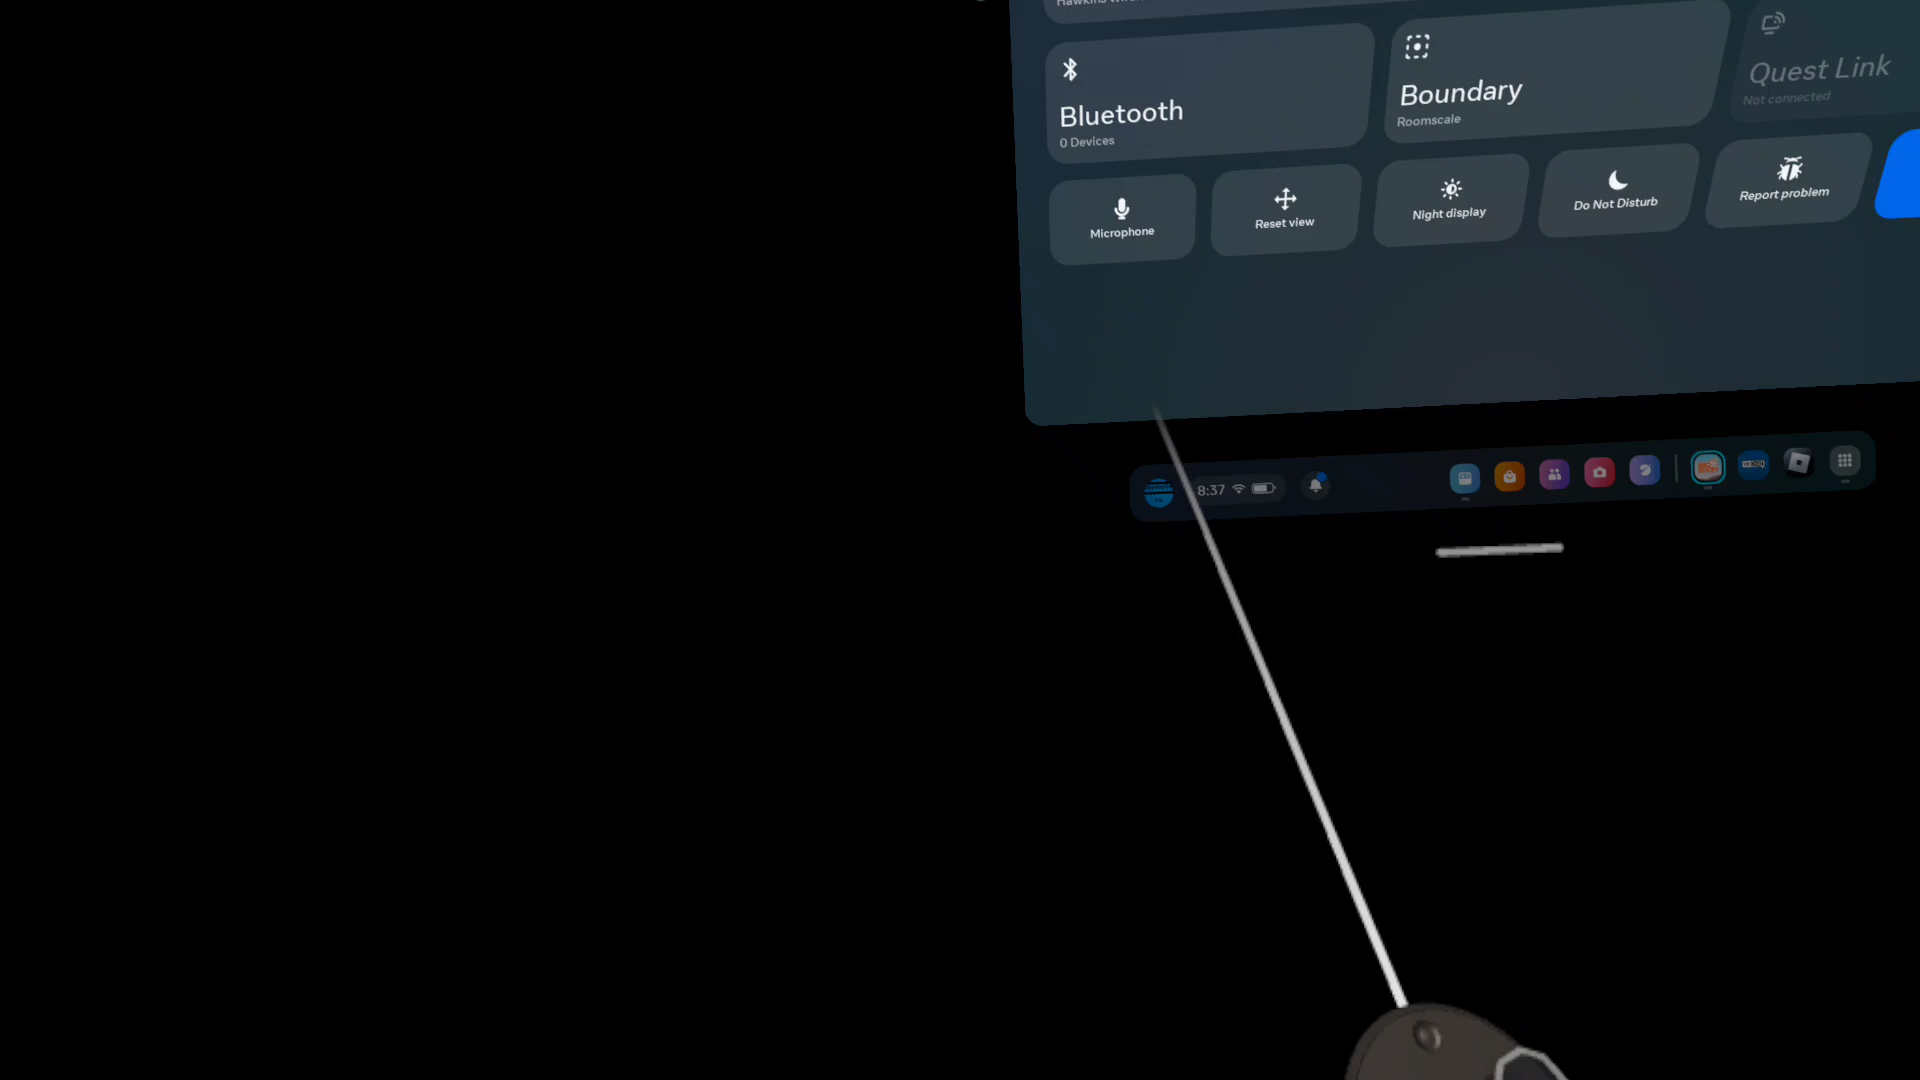 Bluetooth
0 Devices
Boundary
Roomscale
Quest Link
Not connected
Microphone
Reset view
Night display
Do Not Disturb
Report problem
8:37